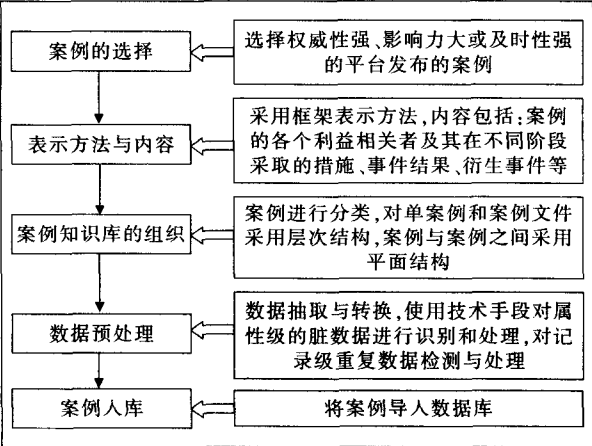 案例的选择
选择权威性强、影响力大或及时性强
的平台发布的案例
表示方法与内容
采用框架表示方法,内容包括:案例
的各个利益相关者及其在不同阶段
采取的措施、事件结果、衍生事件等
案例知识库的组织
案例进行分类,对单案例和案例文件
采用层次结构,案例与案例之间采用
平面结构
数据预处理
数据抽取与转换,使用技术手段对属
性级的脏数据进行识别和处理,对记
录级重复数据检测与处理
案例入库
将案例导入数据库